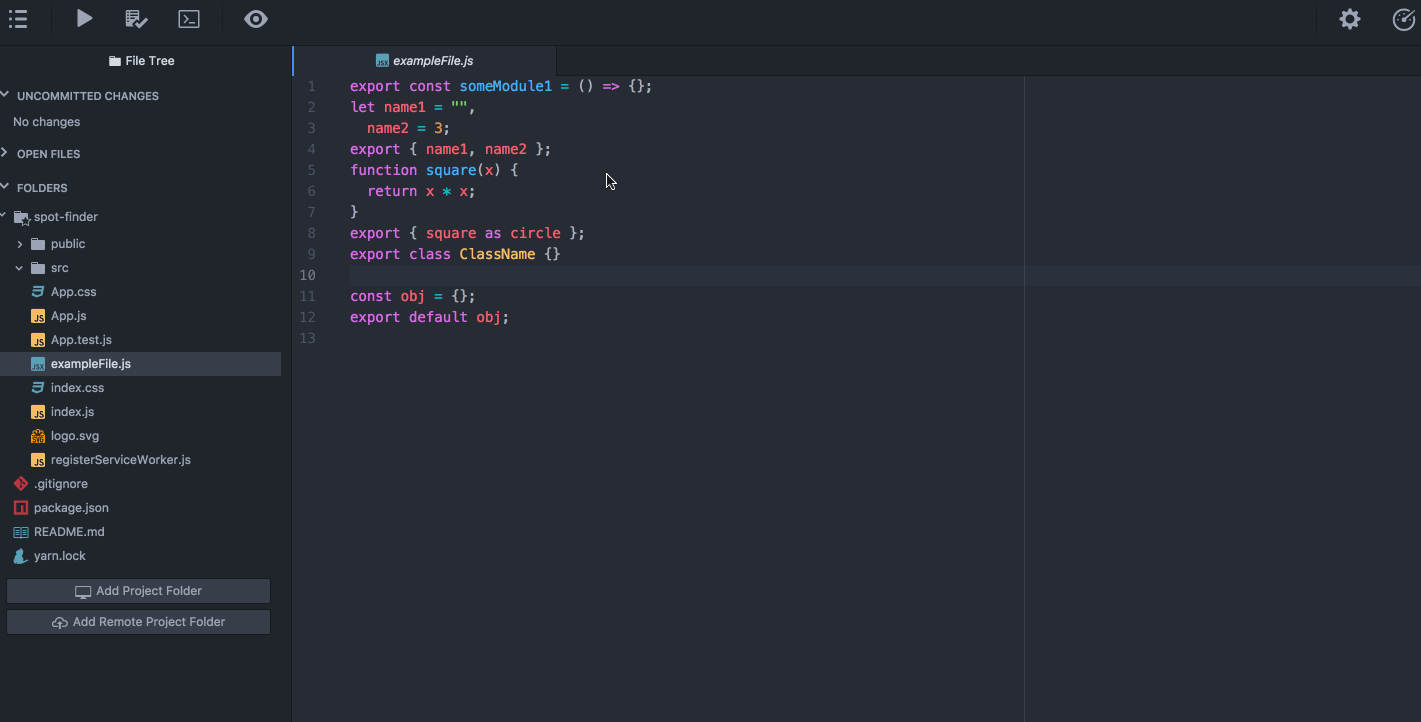 File Tree
UNCOMMITTED CHANGES
No changes
OPEN FILES
FOLDERS
spot-finder
public
src
App.css
App.js
App.test.js
exampleFile.js
index.css
index.js
logo.svg
registerServiceWorker.js
.gitignore
package.json
README.md
yarn.lock
Add Project Folder
Add Remote Project Folder
exampleFile.js
1 export const someModule1 = () => {};
2 let name1 = "",
3   name2 = 3;
4 export { name1, name2 };
5 function square(x) {
6   return x * x;
7 }
8 export { square as circle };
9 export class ClassName {}
10
11 const obj = {};
12 export default obj;
13